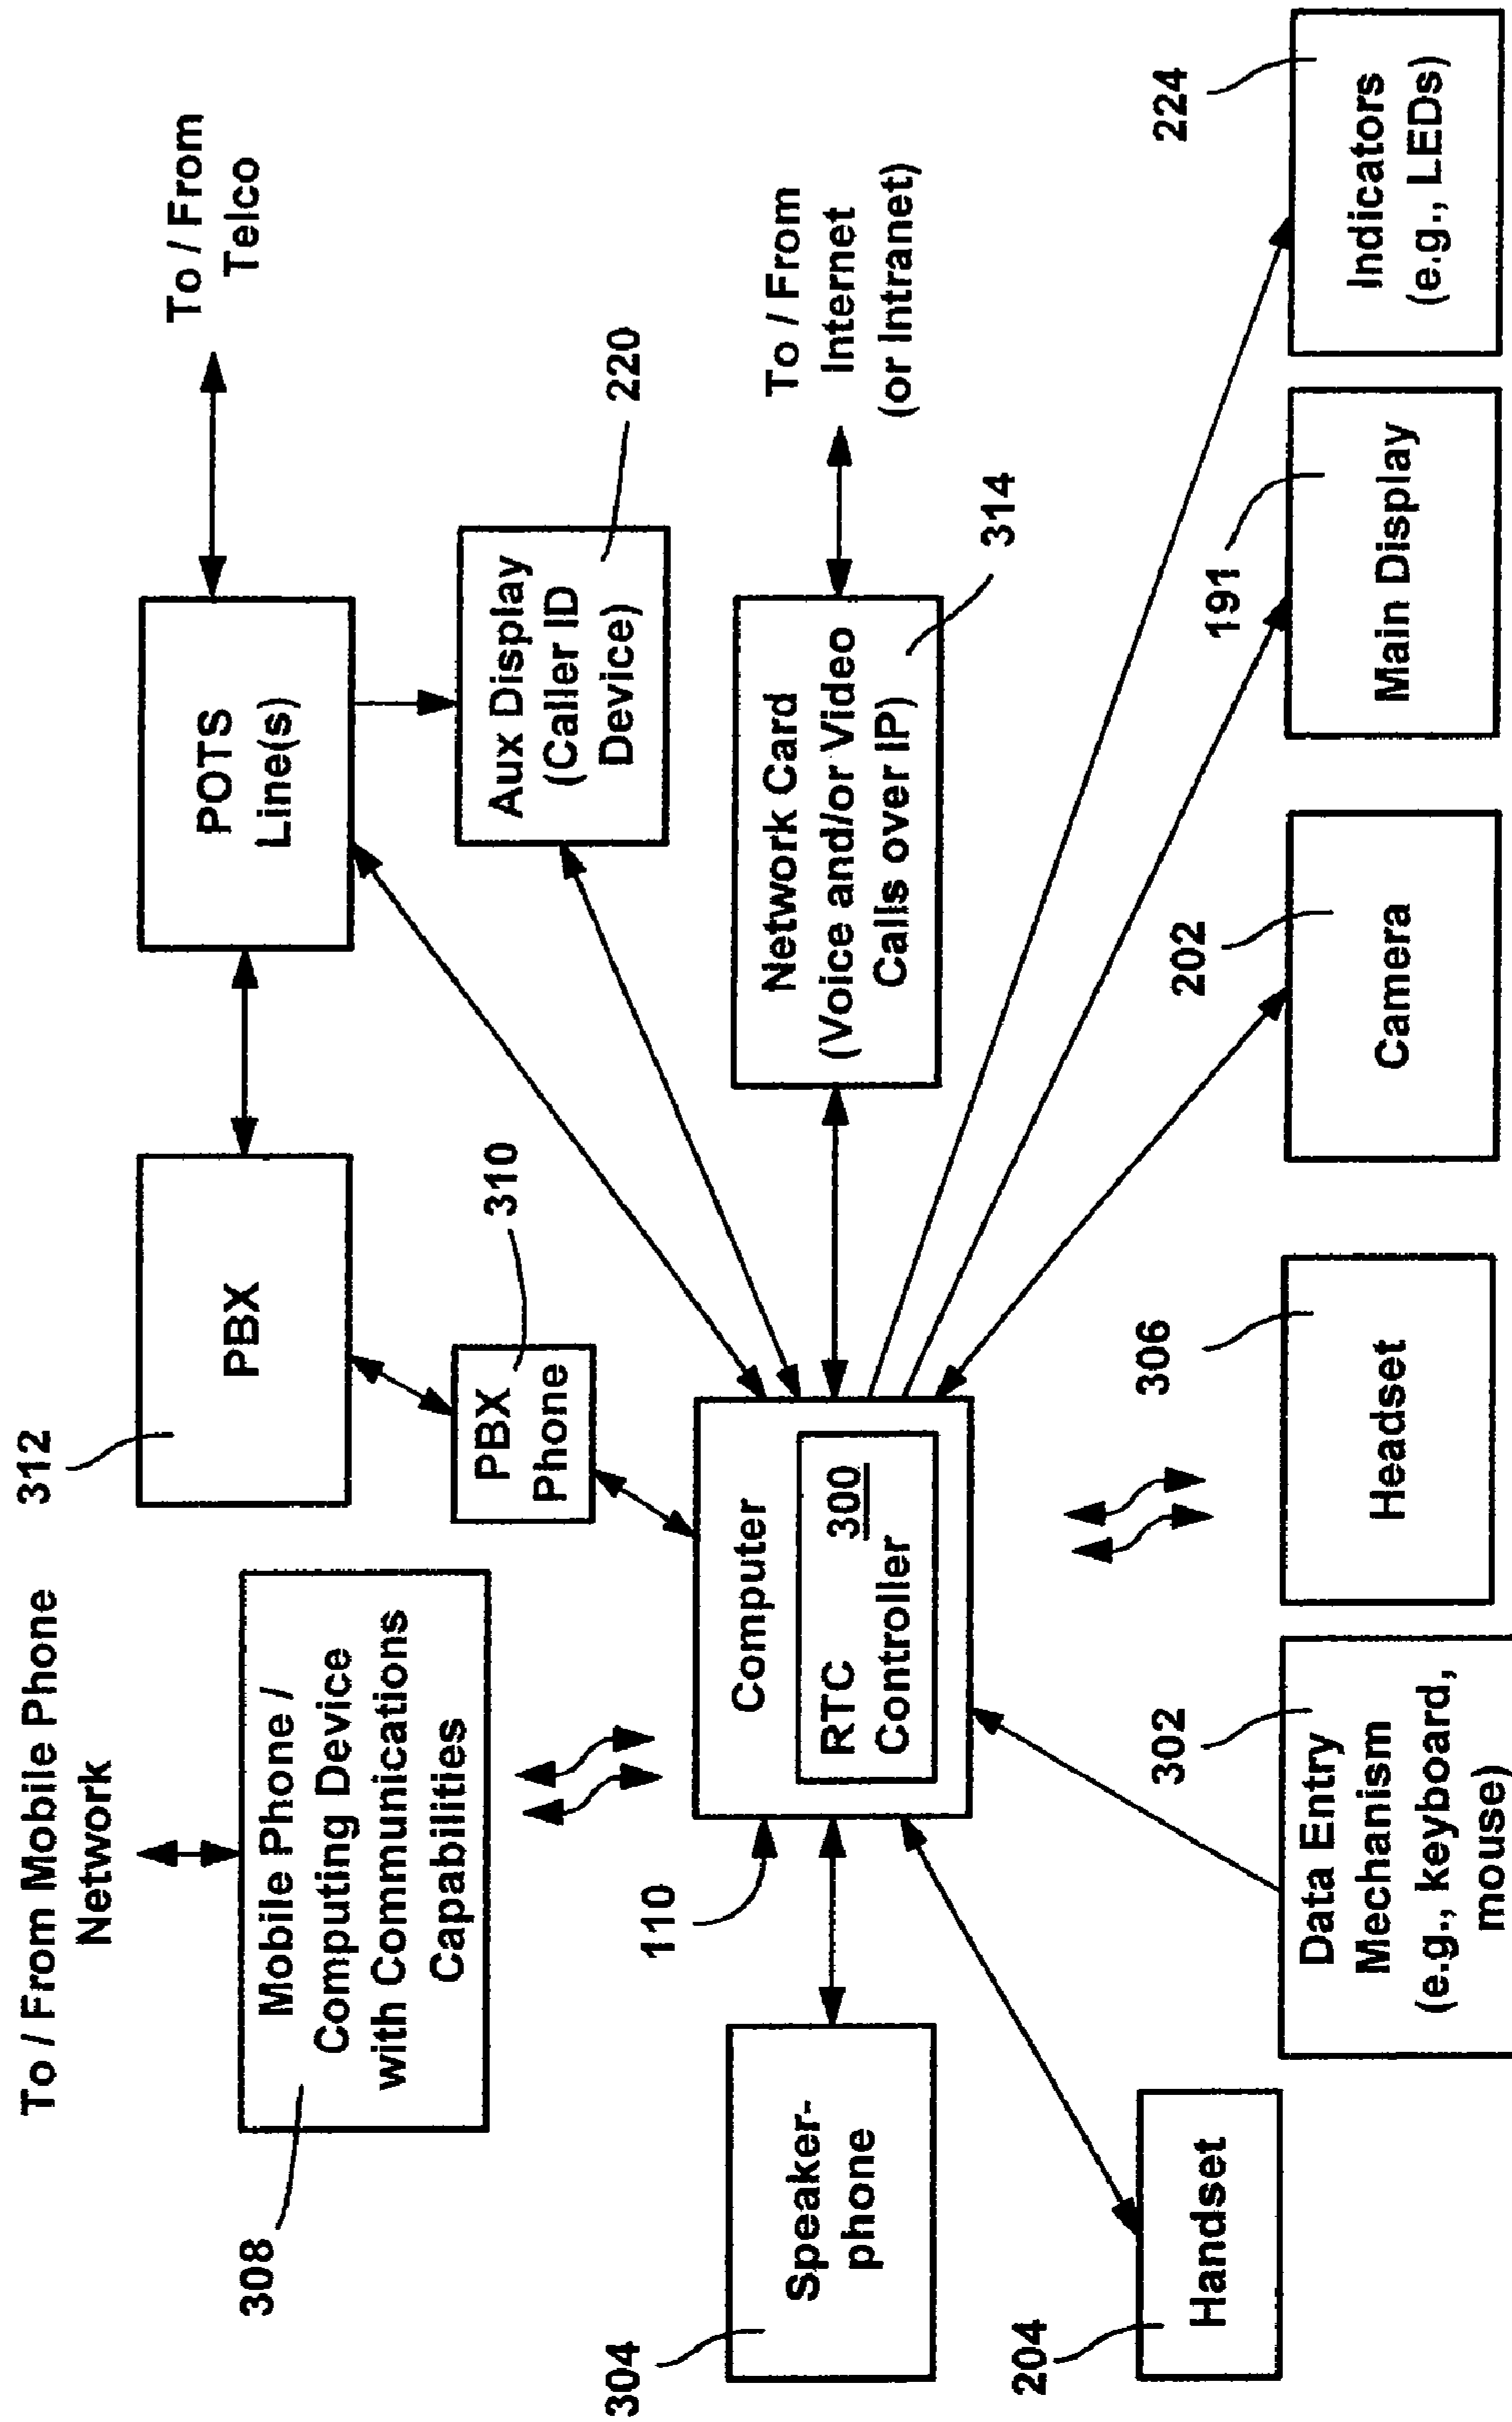 To / From Mobile Phone
Network
312
PBX
POTS
Line(s)
To / From
Telco
308
Mobile Phone /
Computing Device
with Communications
Capabilities
PBX
Phone
310
Aux Display
(Caller ID
Device)
220
304
Speaker-
phone
110
Computer
RTC 300
Controller
Network Card
(Voice and/or Video
Calls over IP)
314
To / From
Internet
(or Intranet)
204
Handset
302
Data Entry
Mechanism
(e.g., keyboard,
mouse)
306
Headset
202
Camera
191
Main Display
224
Indicators
(e.g., LEDs)